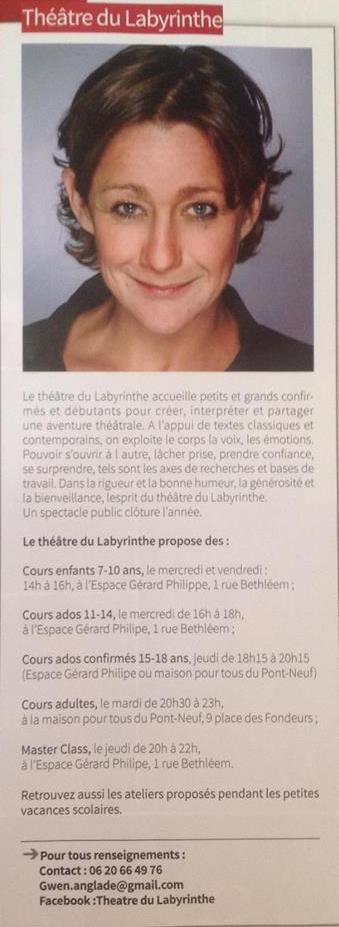 Théâtre du Labyrinthe
Le théâtre du Labyrinthe accueille petits et grands confir-
més et débutants pour créer, interpréter et partager
une aventure théâtrale. A l'appui de textes classiques et
contemporains, on exploite le corps la voix, les émotions.
Pouvoir s'ouvrir à l autre, lâcher prise, prendre confiance,
se surprendre, tels sont les axes de recherches et bases de
travail. Dans la rigueur et la bonne humeur, la générosité et
la bienveillance, lesprit du théâtre du Labyrinthe.
Un spectacle public clôture l'année.
Le théâtre du Labyrinthe propose des :
Cours enfants 7-10 ans, le mercredi et vendredi :
14h à 16h, à l'Espace Gérard Philippe, 1 rue Bethléem ;
Cours ados 11-14, le mercredi de 16h à 18h,
à l'Espace Gérard Philipe, 1 rue Bethléem ;
Cours ados confirmés 15-18 ans, jeudi de 18h15 à 20h15
(Espace Gérard Philipe ou maison pour tous du Pont-Neuf)
Cours adultes, le mardi de 20h30 à 23h,
à la maison pour tous du Pont-Neuf, 9 place des Fondeurs ;
Master Class, le jeudi de 20h à 22h,
à l'Espace Gérard Philipe, 1 rue Bethléem.
Retrouvez aussi les ateliers proposés pendant les petites
vacances scolaires.
➔ Pour tous renseignements :
Contact : 06 20 66 49 76
Gwen.anglade@gmail.com
Facebook :Theatre du Labyrinthe